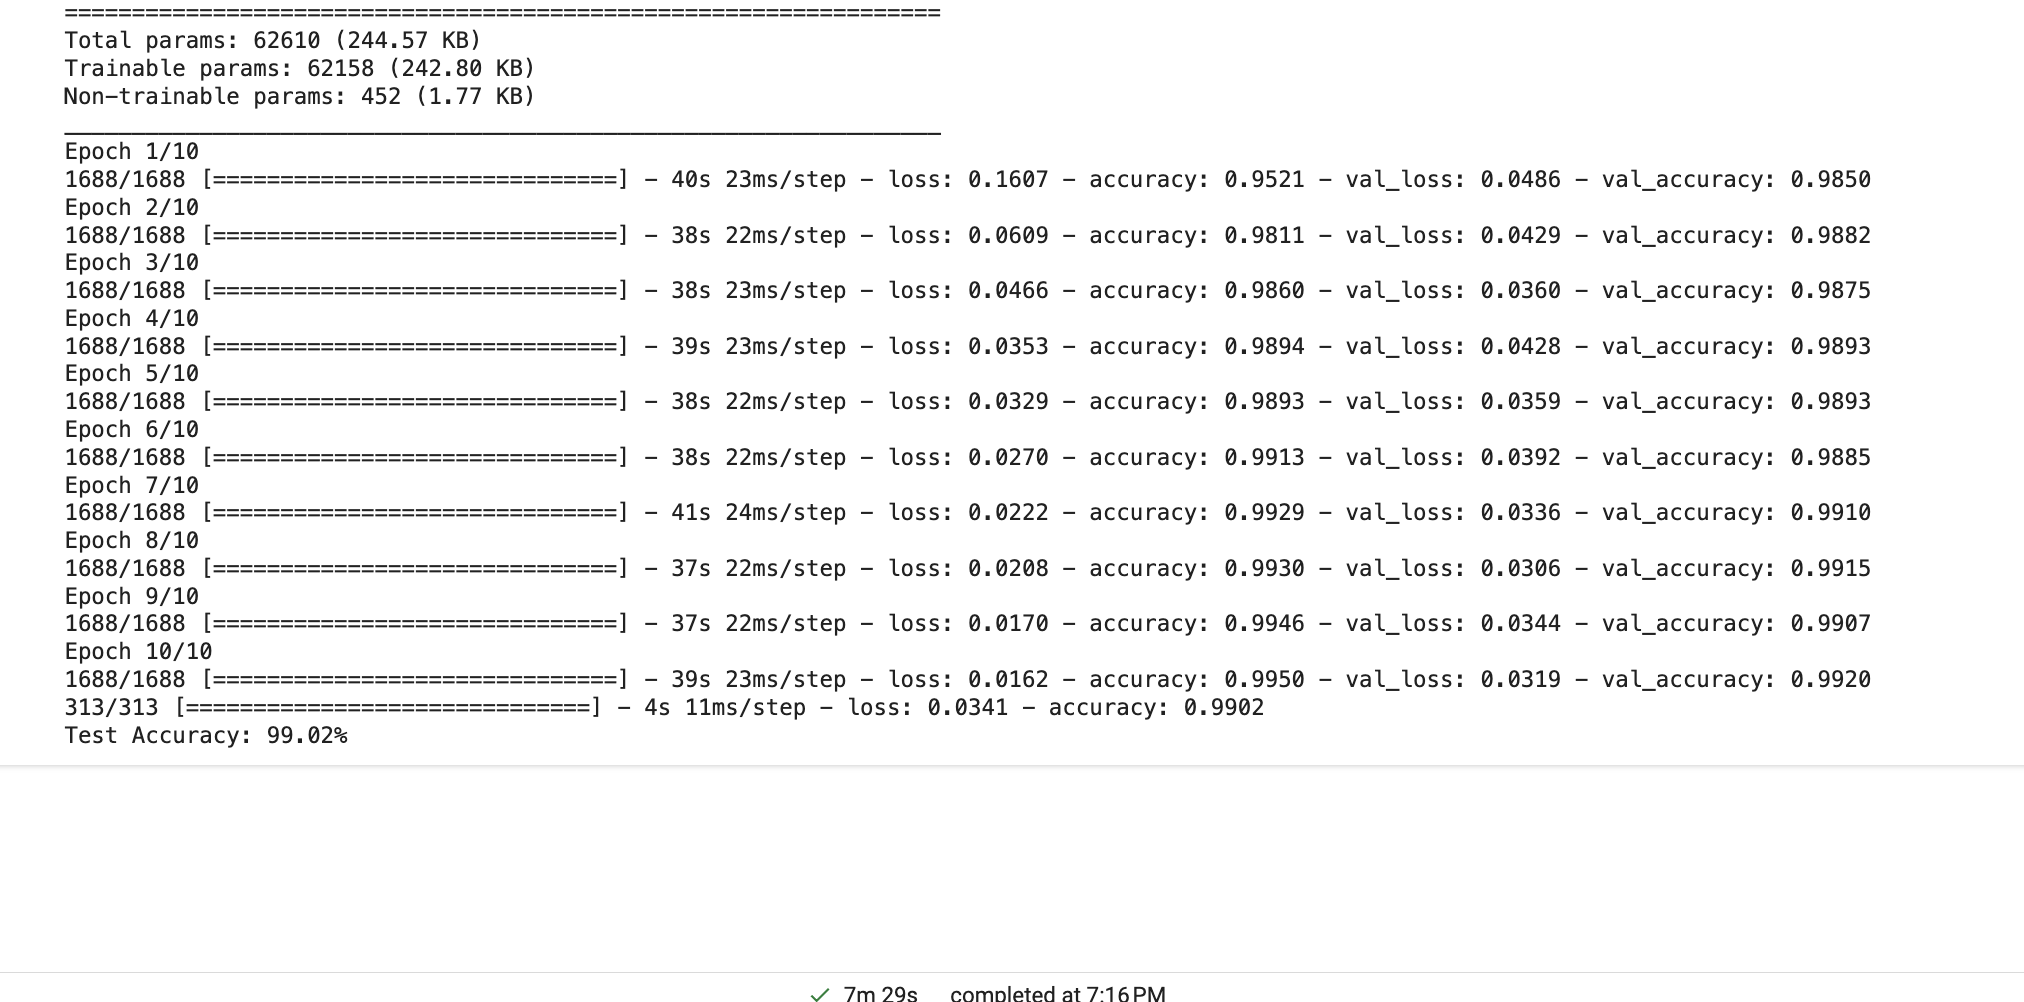 =================================================================
Total params: 62610 (244.57 KB)
Trainable params: 62158 (242.80 KB)
Non-trainable params: 452 (1.77 KB)
_________________________________________________________________
Epoch 1/10
1688/1688 [==============================] - 40s 23ms/step - loss: 0.1607 - accuracy: 0.9521 - val_loss: 0.0486 - val_accuracy: 0.9850
Epoch 2/10
1688/1688 [==============================] - 38s 22ms/step - loss: 0.0609 - accuracy: 0.9811 - val_loss: 0.0429 - val_accuracy: 0.9882
Epoch 3/10
1688/1688 [==============================] - 38s 23ms/step - loss: 0.0466 - accuracy: 0.9860 - val_loss: 0.0360 - val_accuracy: 0.9875
Epoch 4/10
1688/1688 [==============================] - 39s 23ms/step - loss: 0.0353 - accuracy: 0.9894 - val_loss: 0.0428 - val_accuracy: 0.9893
Epoch 5/10
1688/1688 [==============================] - 38s 22ms/step - loss: 0.0329 - accuracy: 0.9893 - val_loss: 0.0359 - val_accuracy: 0.9893
Epoch 6/10
1688/1688 [==============================] - 38s 22ms/step - loss: 0.0270 - accuracy: 0.9913 - val_loss: 0.0392 - val_accuracy: 0.9885
Epoch 7/10
1688/1688 [==============================] - 41s 24ms/step - loss: 0.0222 - accuracy: 0.9929 - val_loss: 0.0336 - val_accuracy: 0.9910
Epoch 8/10
1688/1688 [==============================] - 37s 22ms/step - loss: 0.0208 - accuracy: 0.9930 - val_loss: 0.0306 - val_accuracy: 0.9915
Epoch 9/10
1688/1688 [==============================] - 37s 22ms/step - loss: 0.0170 - accuracy: 0.9946 - val_loss: 0.0344 - val_accuracy: 0.9907
Epoch 10/10
1688/1688 [==============================] - 39s 23ms/step - loss: 0.0162 - accuracy: 0.9950 - val_loss: 0.0319 - val_accuracy: 0.9920
313/313 [==============================] - 4s 11ms/step - loss: 0.0341 - accuracy: 0.9902
Test Accuracy: 99.02%
✓ 7m 29s completed at 7:16 PM